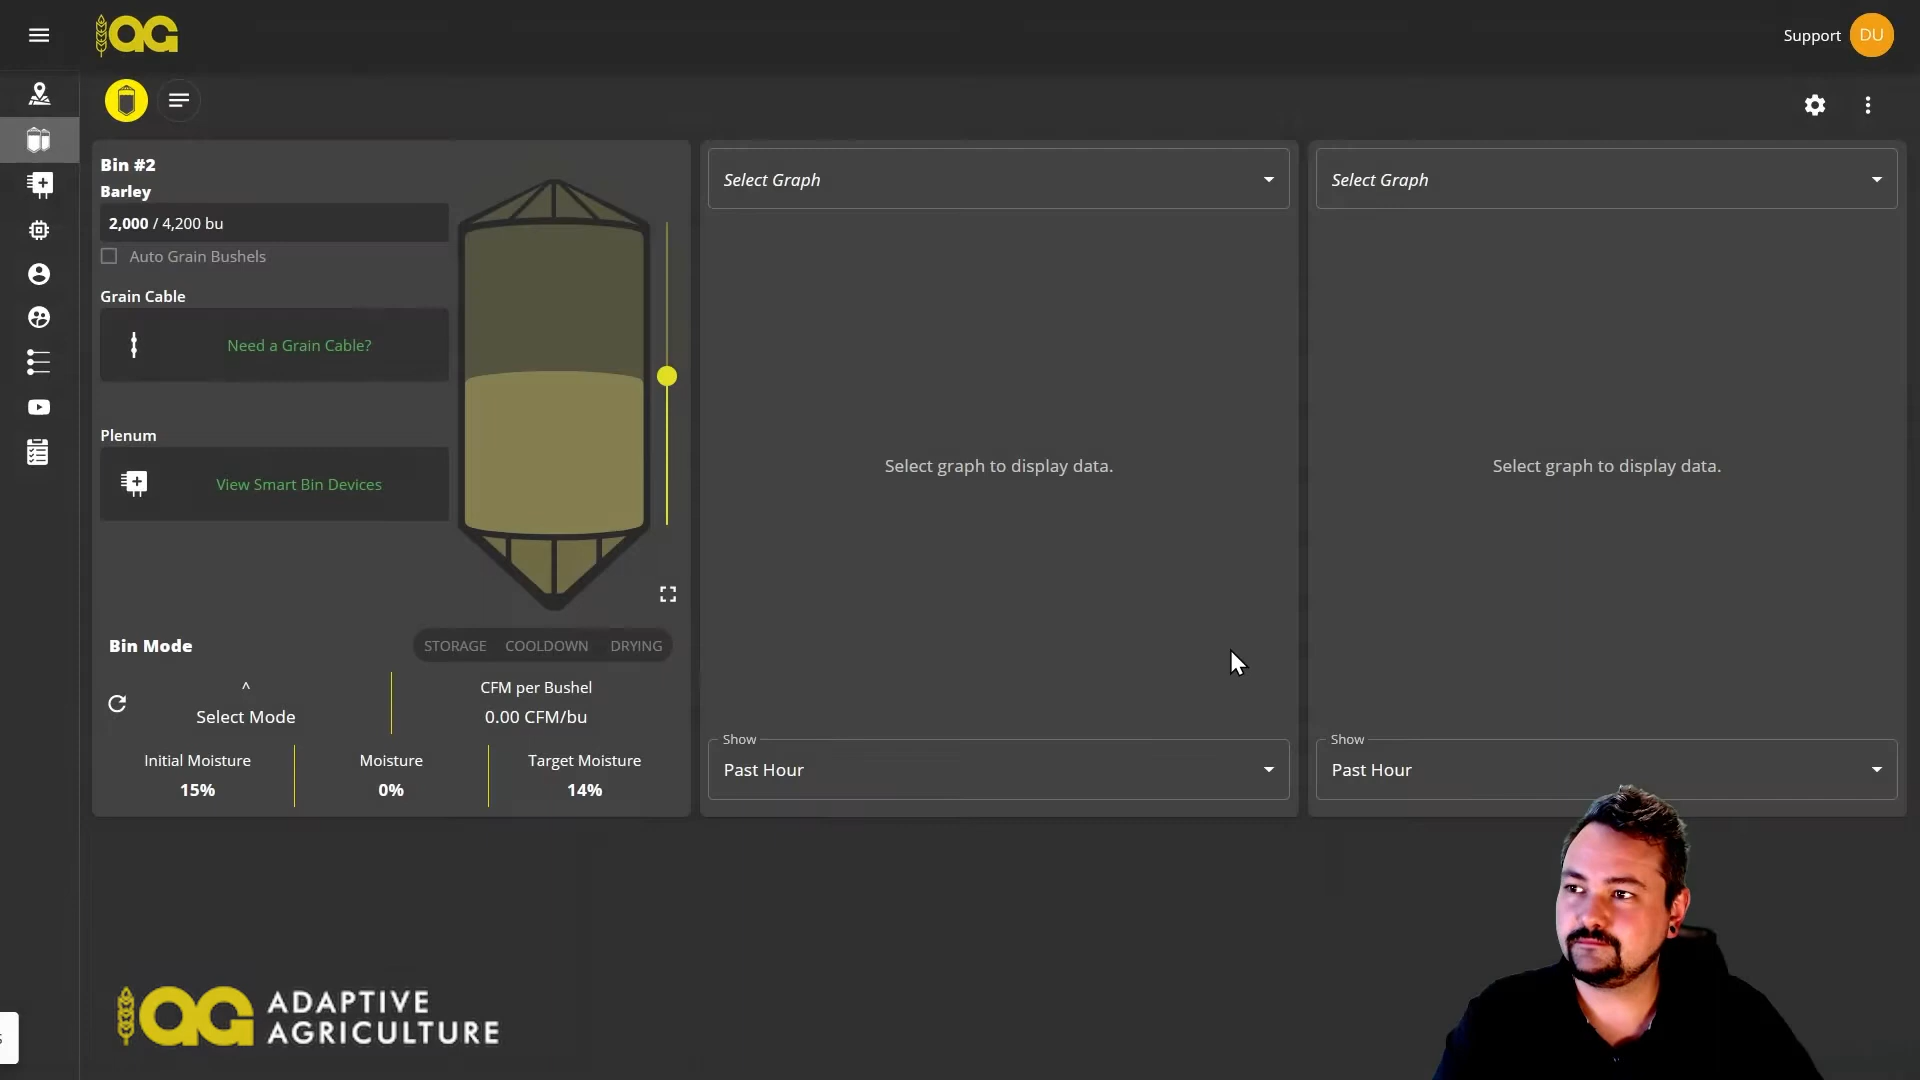 aG
Support DU
Bin #2
Barley
2,000 / 4,200 bu
Auto Grain Bushels
Grain Cable
Need a Grain Cable?
Plenum
View Smart Bin Devices
Bin Mode
STORAGE COOLDOWN DRYING
^
Select Mode
CFM per Bushel
0.00 CFM/bu
Initial Moisture
15%
Moisture
0%
Target Moisture
14%
Select Graph
Select graph to display data.
Show
Past Hour
Select Graph
Select graph to display data.
Show
Past Hour
aG ADAPTIVE
AGRICULTURE